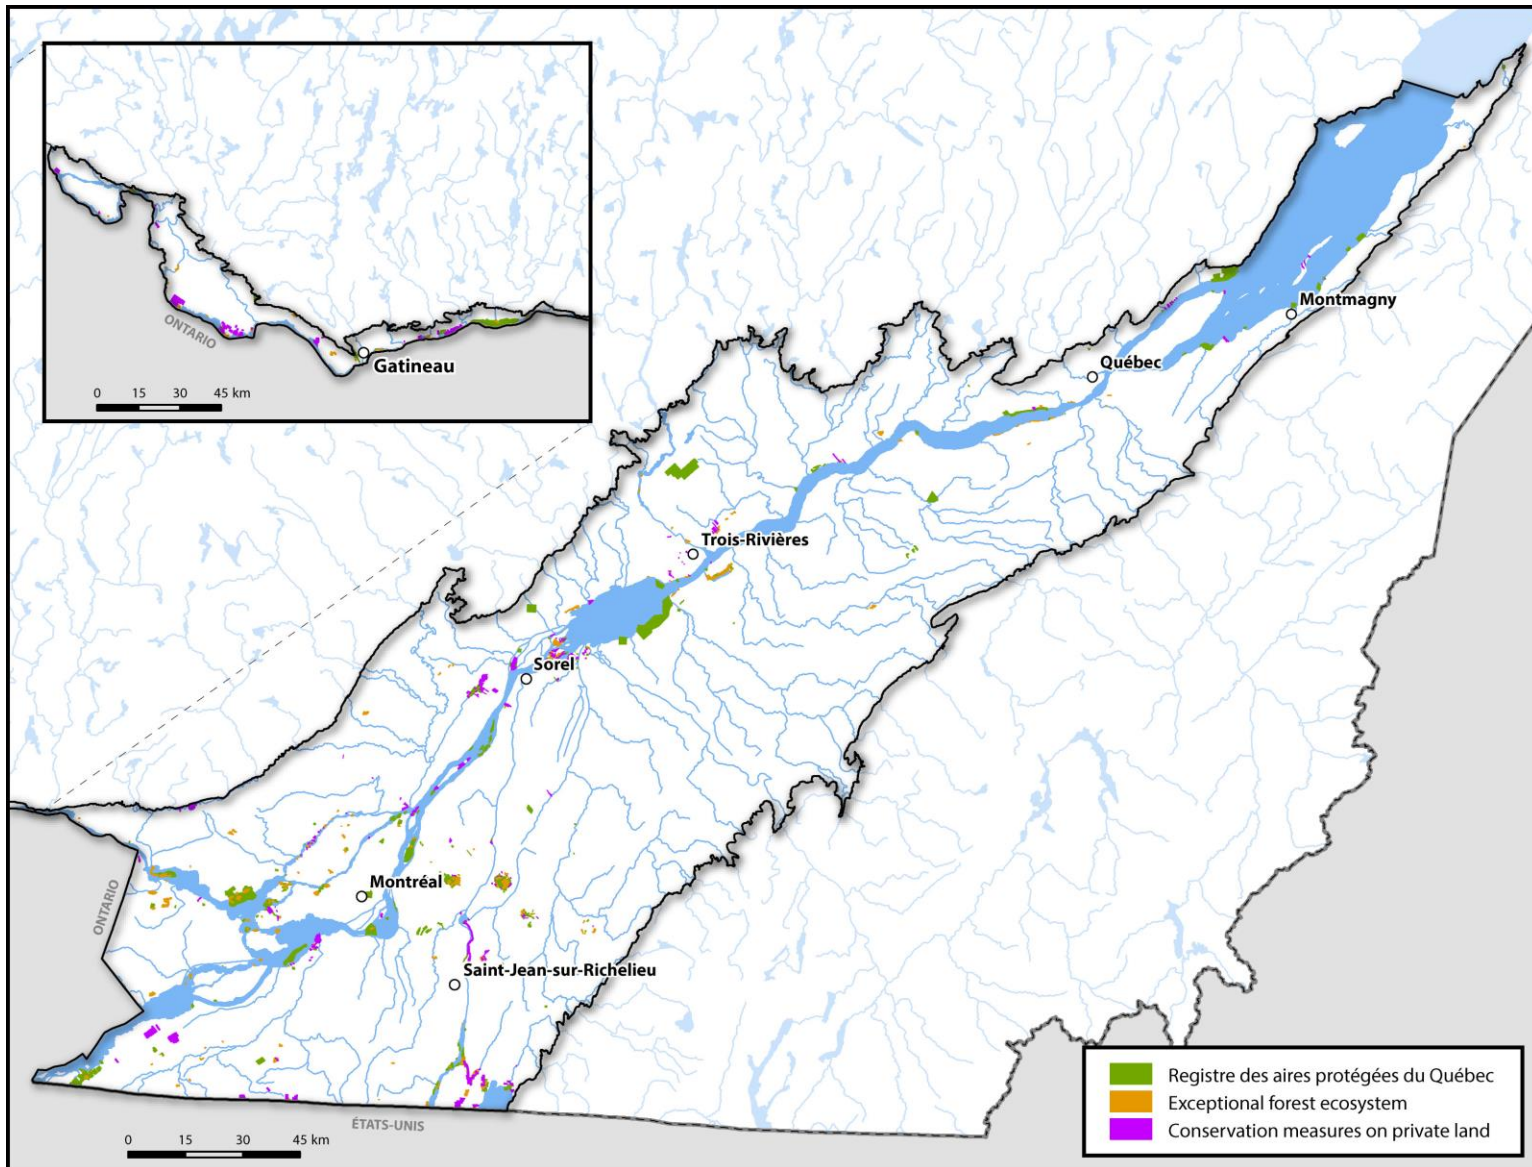 ONTARIO
Gatineau
0 15 30 45 km
Montmagny
Québec
Trois-Rivières
Sorel
Montréal
ONTARIO
Saint-Jean-sur-Richelieu
ÉTATS-UNIS
0 15 30 45 km
Registre des aires protégées du Québec
Exceptional forest ecosystem
Conservation measures on private land